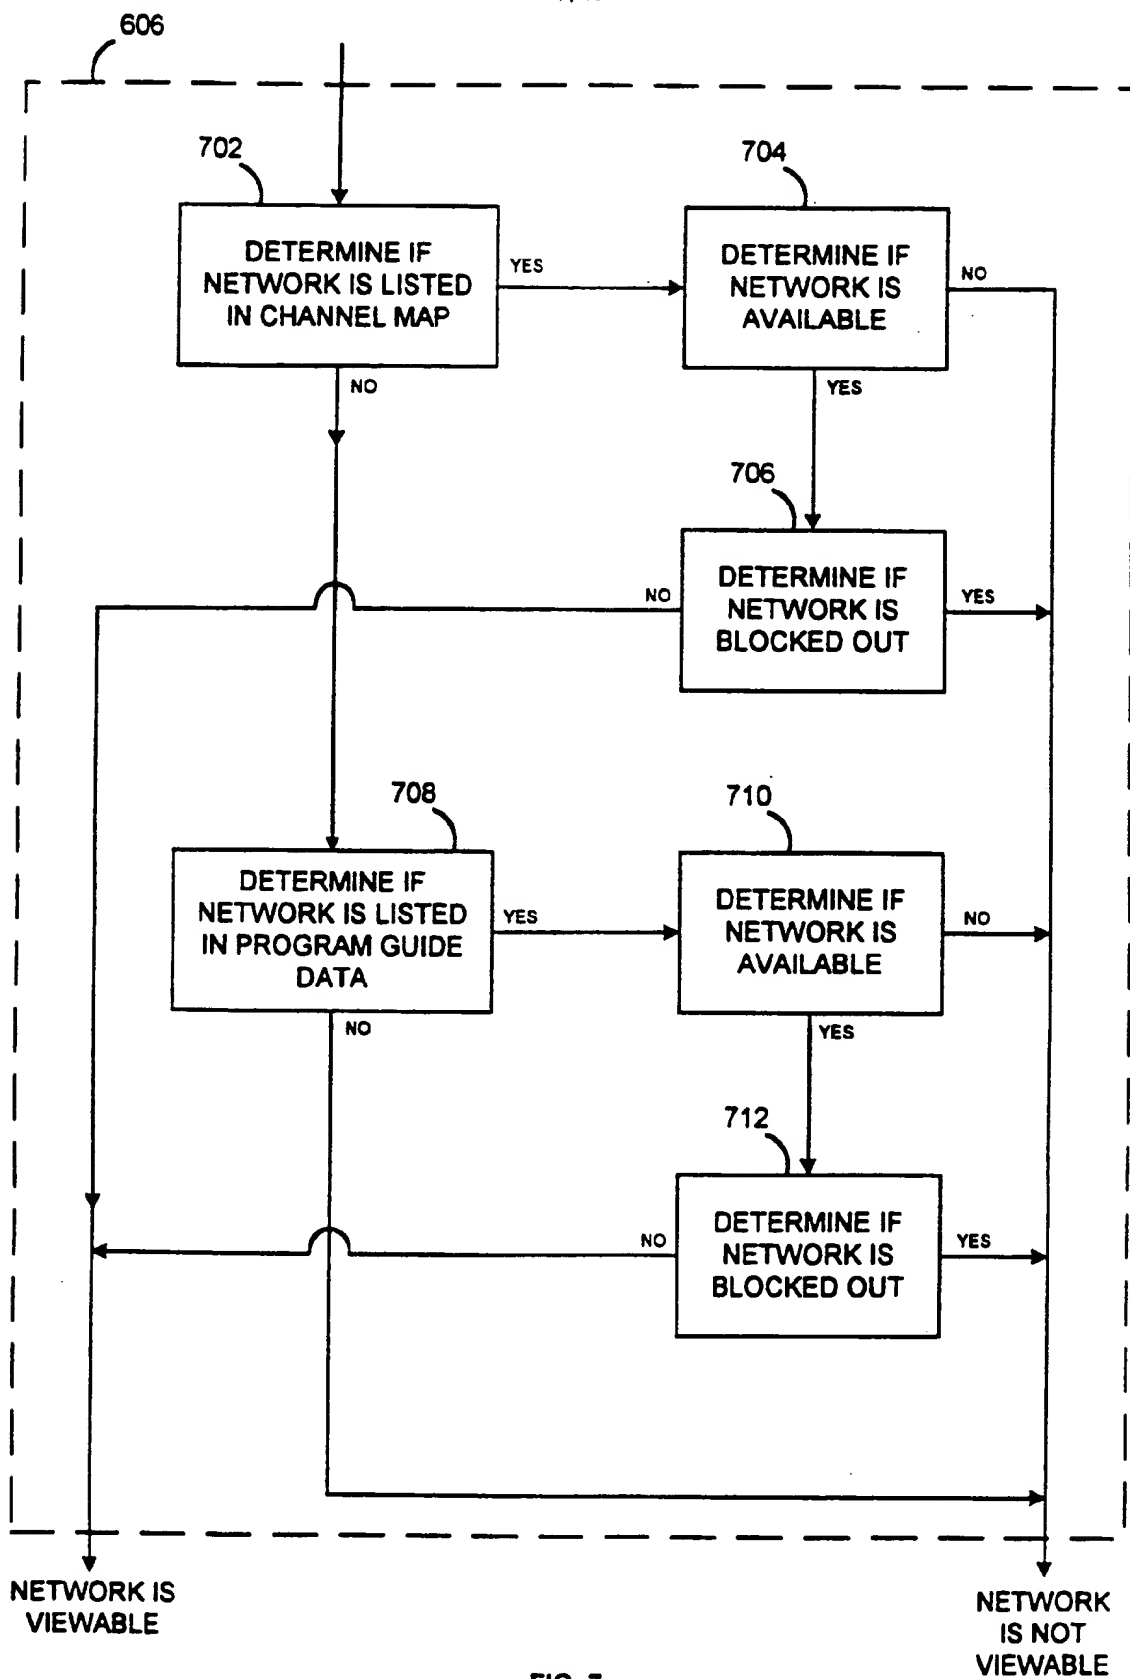 606
702
704
DETERMINE IF
NETWORK IS LISTED
IN CHANNEL MAP
YES
DETERMINE IF
NETWORK IS
AVAILABLE
NO
NO
YES
706
NO
DETERMINE IF
NETWORK IS
BLOCKED OUT
YES
708
710
DETERMINE IF
NETWORK IS LISTED
IN PROGRAM GUIDE
DATA
YES
DETERMINE IF
NETWORK IS
AVAILABLE
NO
NO
YES
712
NO
DETERMINE IF
NETWORK IS
BLOCKED OUT
YES
NETWORK IS
VIEWABLE
NETWORK
IS NOT
VIEWABLE